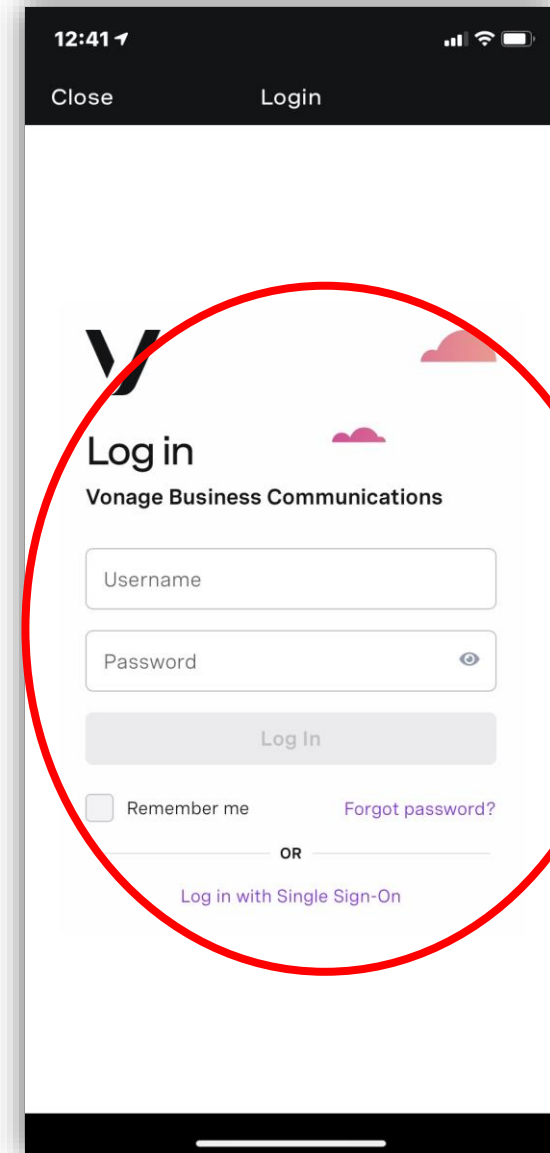 12:41
Close Login
Log in
Vonage Business Communications
Username
Password
Log In
Remember me Forgot password?
OR
Log in with Single Sign-On